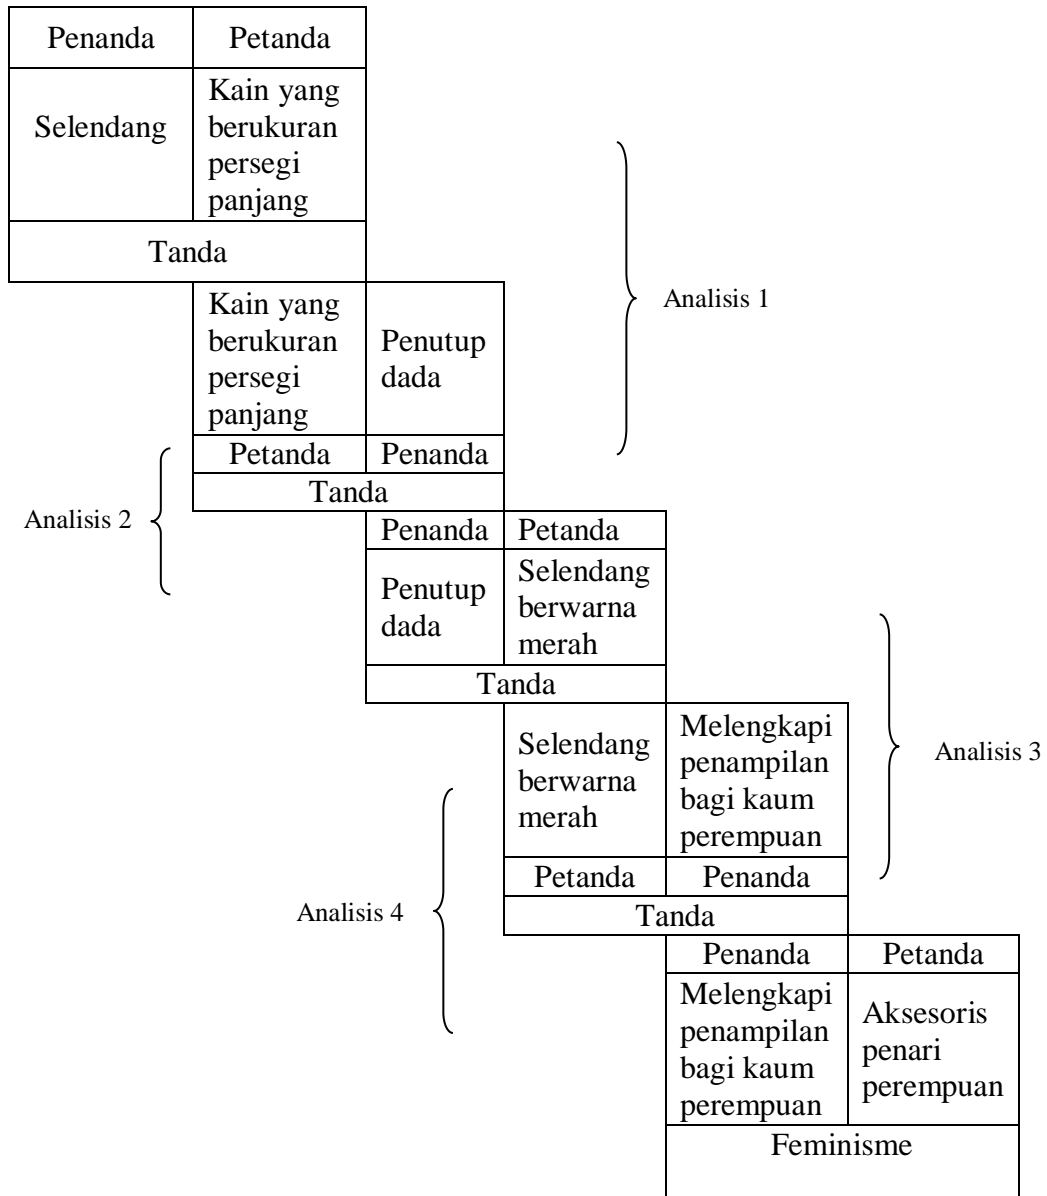 Penanda Petanda
Selendang
Kain yang
berukuran
persegi
panjang
Tanda
Kain yang
berukuran
persegi
panjang
Penutup
dada
Analisis 1
Petanda Penanda
Tanda
Analisis 2
Penanda Petanda
Penutup
dada
Selendang
berwarna
merah
Tanda
Selendang
berwarna
merah
Melengkapi
penampilan
bagi kaum
perempuan
Analisis 3
Petanda Penanda
Tanda
Analisis 4
Penanda Petanda
Melengkapi
penampilan
bagi kaum
perempuan
Aksesoris
penari
perempuan
Feminisme